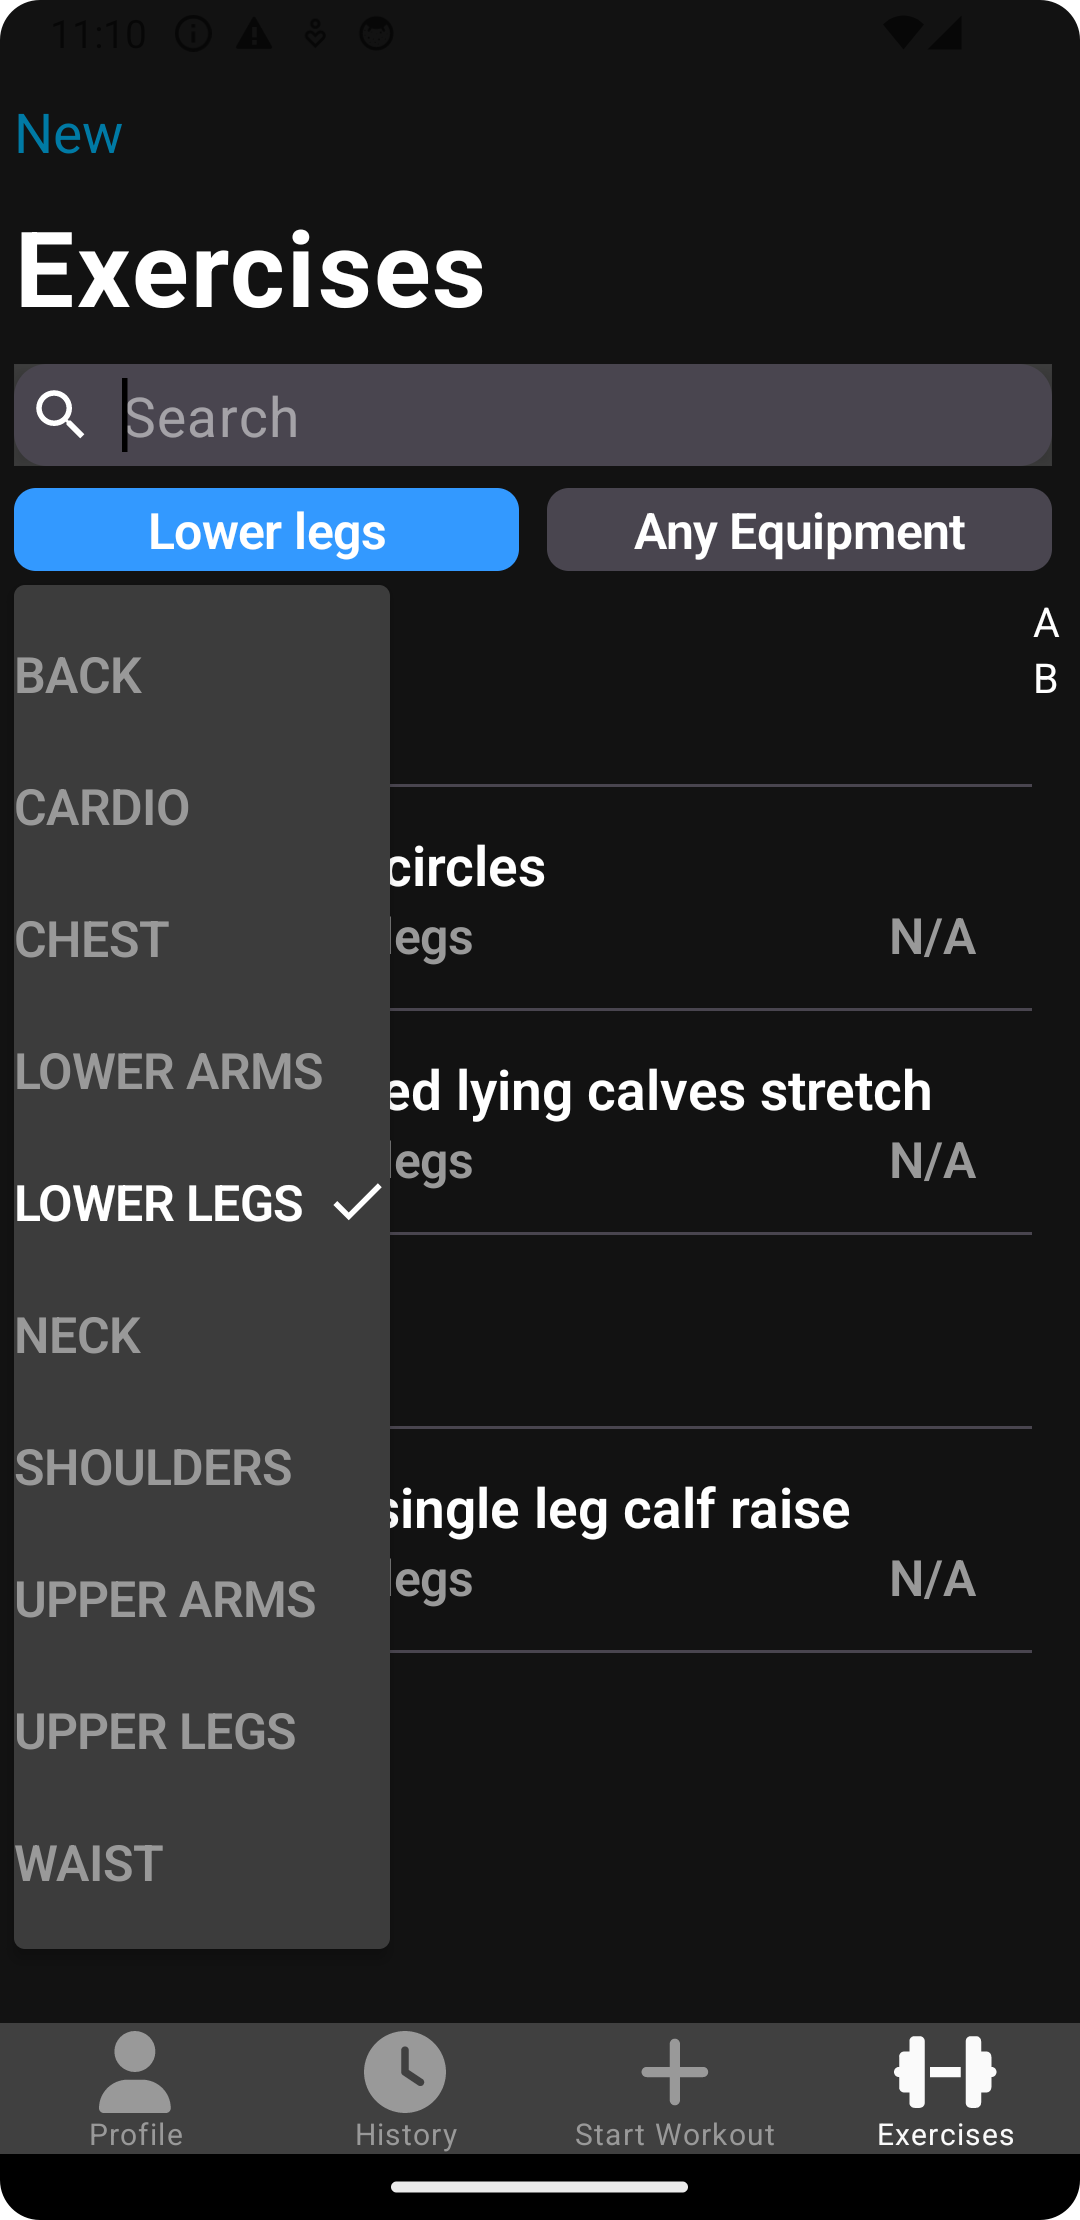 11:10
New
Exercises
Search
Lower legs
Any Equipment
A
B
BACK
CARDIO
circles
CHEST
legs
N/A
LOWER ARMS
ed lying calves stretch
legs
N/A
LOWER LEGS
NECK
SHOULDERS
single leg calf raise
legs
N/A
UPPER ARMS
UPPER LEGS
WAIST
Profile
History
Start Workout
Exercises